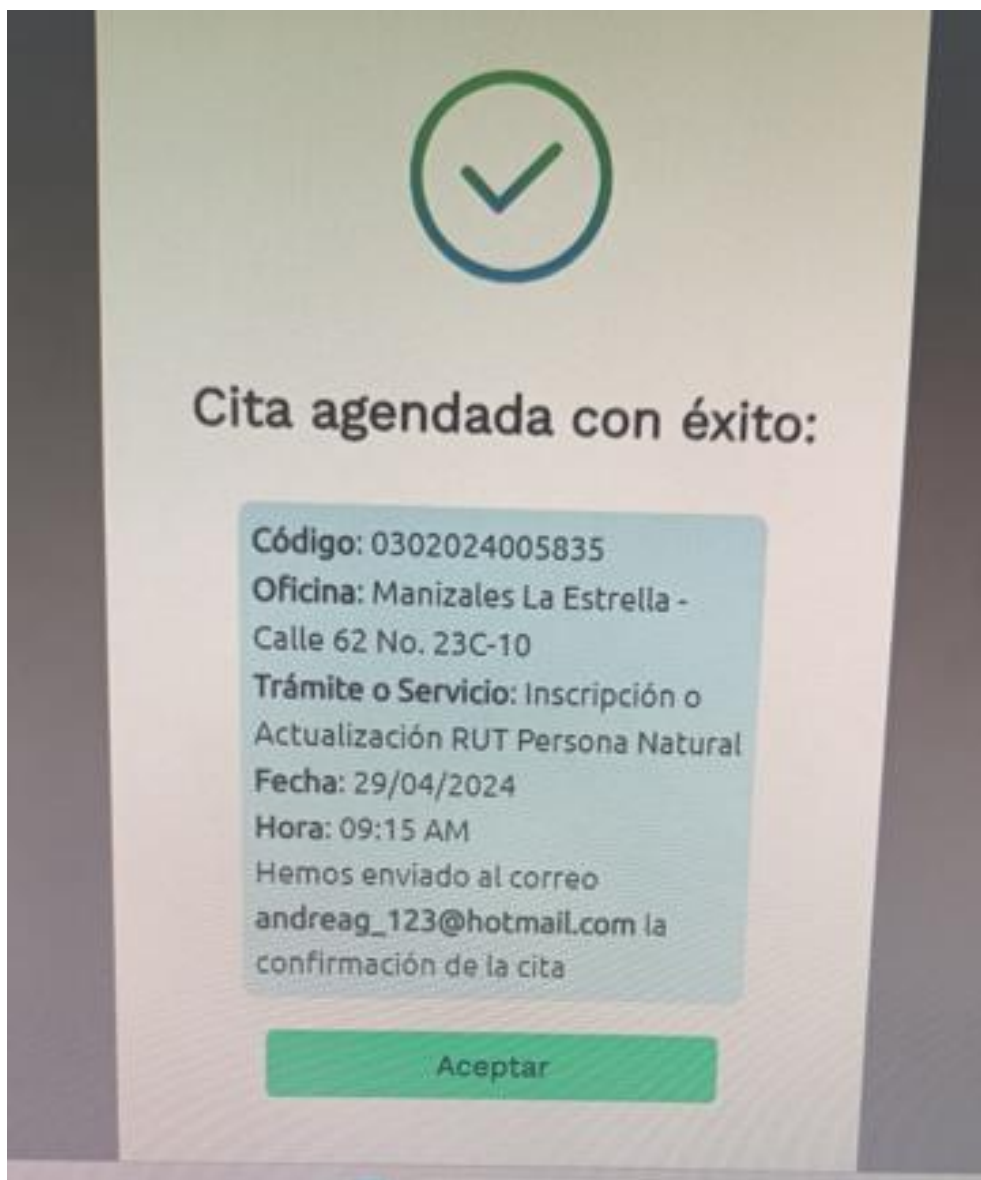 Cita agendada con éxito:
Código: 0302024005835
Oficina: Manizales La Estrella -
Calle 62 No. 23C-10
Trámite o Servicio: Inscripción o
Actualización RUT Persona Natural
Fecha: 29/04/2024
Hora: 09:15 AM
Hemos enviado al correo
andreag_123@hotmail.com la
confirmación de la cita
Aceptar